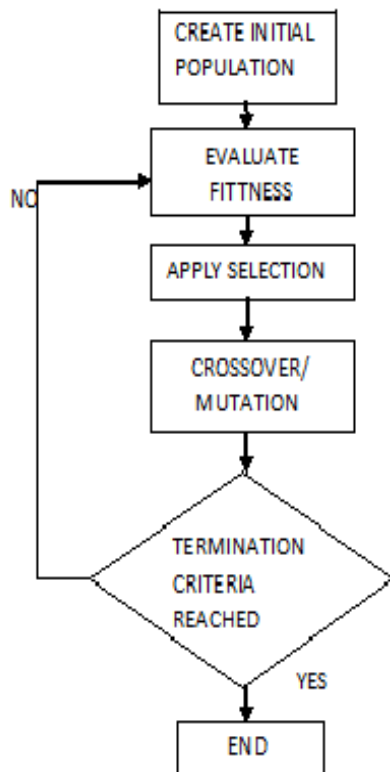 CREATE INITIAL
POPULATION
EVALUATE
FITTNESS
NO
APPLY SELECTION
CROSSOVER/
MUTATION
TERMINATION
CRITERIA
REACHED
YES
END